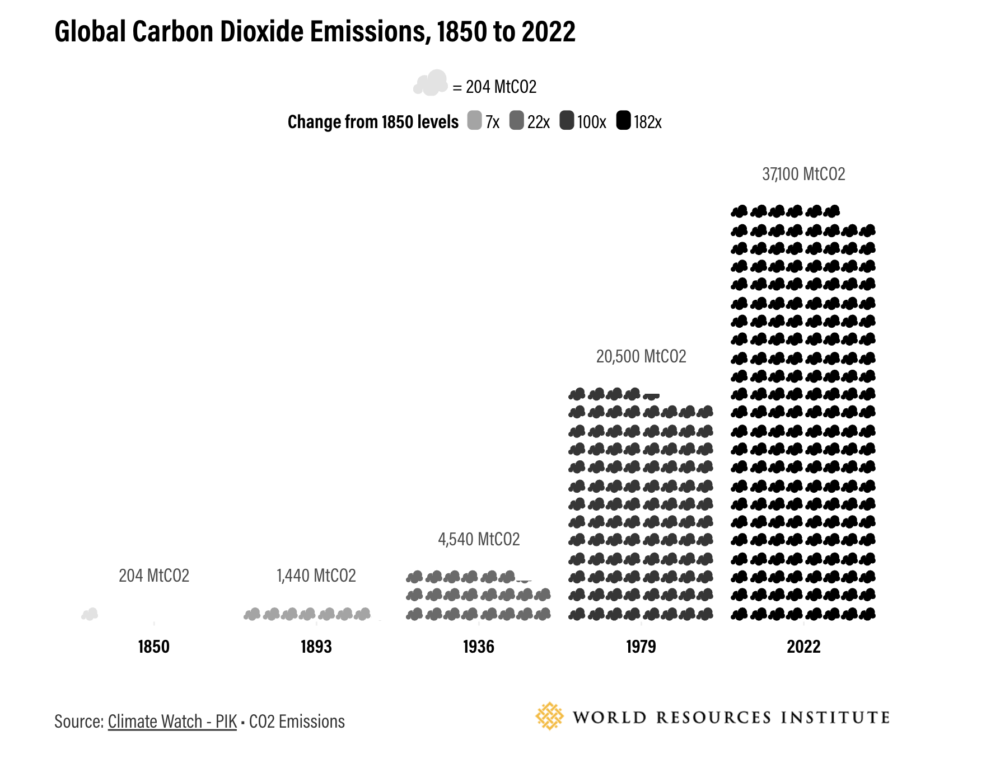 Global Carbon Dioxide Emissions, 1850 to 2022
= 204 MtCO2
Change from 1850 levels 7x 22x 100x 182x
37,100 MtCO2
20,500 MtCO2
4,540 MtCO2
204 MtCO2 1,440 MtCO2
1850 1893 1936 1979 2022
Source: Climate Watch - PIK • CO2 Emissions
WORLD RESOURCES INSTITUTE